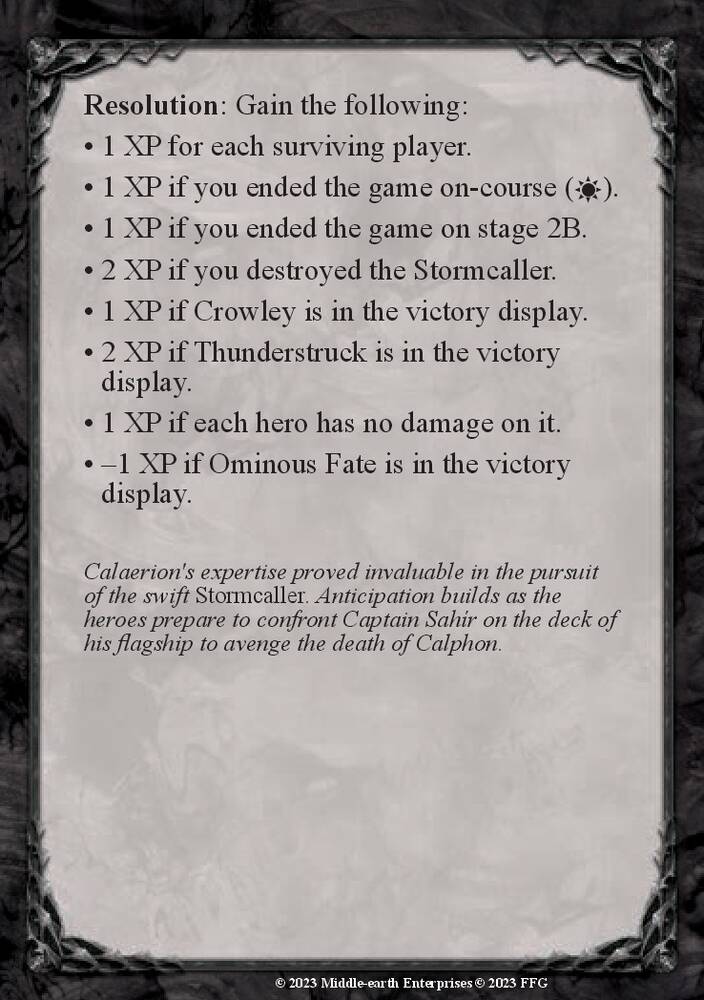 Resolution: Gain the following:
• 1 XP for each surviving player.
• 1 XP if you ended the game on-course (☀).
• 1 XP if you ended the game on stage 2B.
• 2 XP if you destroyed the Stormcaller.
• 1 XP if Crowley is in the victory display.
• 2 XP if Thunderstruck is in the victory
display.
• 1 XP if each hero has no damage on it.
• –1 XP if Ominous Fate is in the victory
display.
Calaerion's expertise proved invaluable in the pursuit
of the swift Stormcaller. Anticipation builds as the
heroes prepare to confront Captain Sahír on the deck of
his flagship to avenge the death of Calphon.
© 2023 Middle-earth Enterprises © 2023 FFG